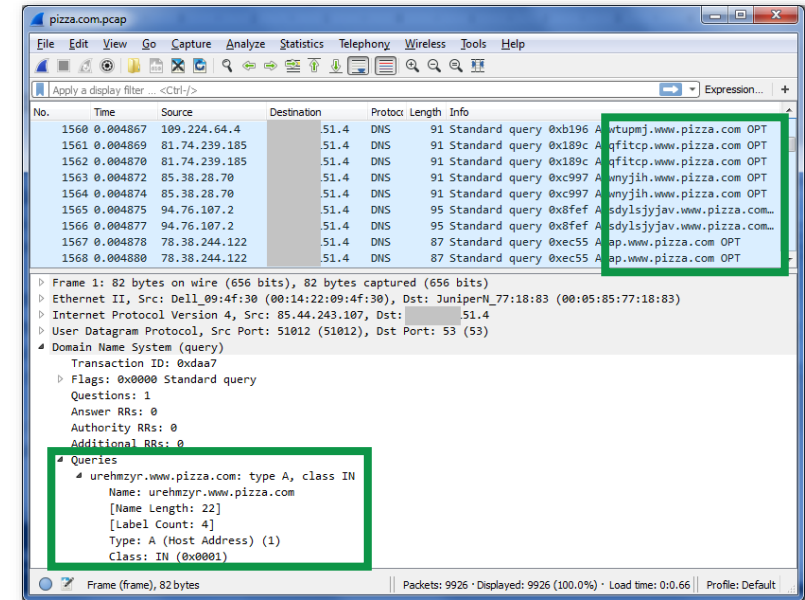 pizza.com.pcap
File Edit View Go Capture Analyze Statistics Telephony Wireless Tools Help
Apply a display filter ... <Ctrl-/> Expression... +
No. Time Source Destination Protocc Length Info
1560 0.004867 109.224.64.4 .51.4 DNS 91 Standard query 0xb196 A wtupmj.www.pizza.com OPT
1561 0.004869 81.74.239.185 .51.4 DNS 91 Standard query 0x189c A qfitcp.www.pizza.com OPT
1562 0.004870 81.74.239.185 .51.4 DNS 91 Standard query 0x189c A qfitcp.www.pizza.com OPT
1563 0.004872 85.38.28.70 .51.4 DNS 91 Standard query 0xc997 A wnyjih.www.pizza.com OPT
1564 0.004874 85.38.28.70 .51.4 DNS 91 Standard query 0xc997 A wnyjih.www.pizza.com OPT
1565 0.004875 94.76.107.2 .51.4 DNS 95 Standard query 0x8fef A sdylsjyjav.www.pizza.com…
1566 0.004877 94.76.107.2 .51.4 DNS 95 Standard query 0x8fef A sdylsjyjav.www.pizza.com…
1567 0.004878 78.38.244.122 .51.4 DNS 87 Standard query 0xec55 A ap.www.pizza.com OPT
1568 0.004880 78.38.244.122 .51.4 DNS 87 Standard query 0xec55 A ap.www.pizza.com OPT
Frame 1: 82 bytes on wire (656 bits), 82 bytes captured (656 bits)
Ethernet II, Src: Dell_09:4f:30 (00:14:22:09:4f:30), Dst: JuniperN_77:18:83 (00:05:85:77:18:83)
Internet Protocol Version 4, Src: 85.44.243.107, Dst: .51.4
User Datagram Protocol, Src Port: 51012 (51012), Dst Port: 53 (53)
Domain Name System (query)
Transaction ID: 0xdaa7
Flags: 0x0000 Standard query
Questions: 1
Answer RRs: 0
Authority RRs: 0
Additional RRs: 0
Queries
urehmzyr.www.pizza.com: type A, class IN
Name: urehmzyr.www.pizza.com
[Name Length: 22]
[Label Count: 4]
Type: A (Host Address) (1)
Class: IN (0x0001)
Frame (frame), 82 bytes Packets: 9926 · Displayed: 9926 (100.0%) · Load time: 0:0.66 Profile: Default